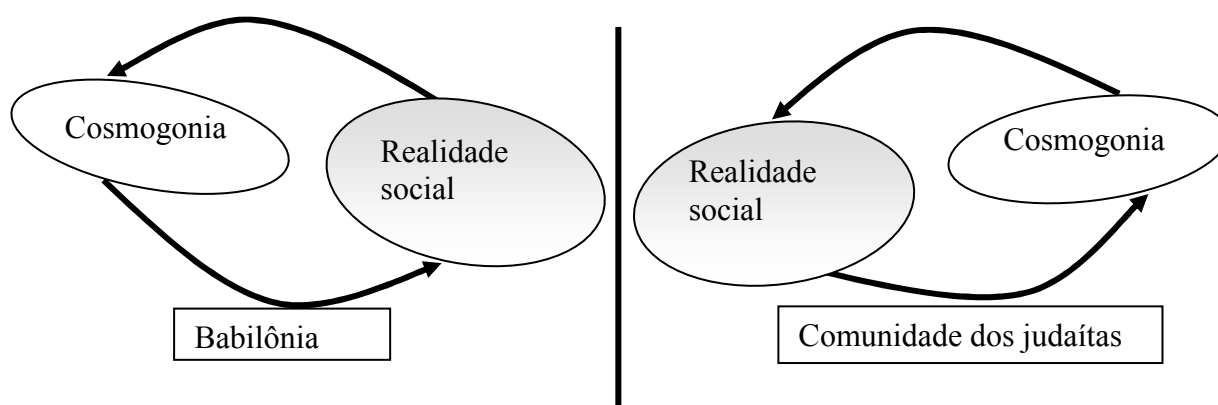 Cosmogonia
Realidade
social
Babilônia
Cosmogonia
Realidade
social
Comunidade dos judaítas